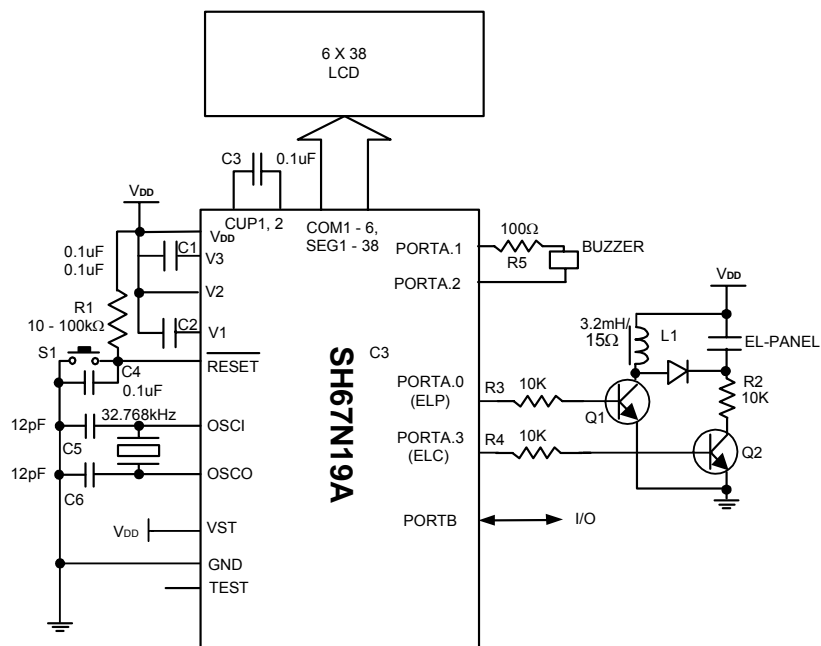 6 X 38
LCD
C3
0.1uF
VDD
CUP1, 2
COM1 - 6,
SEG1 - 38
VDD
0.1uF
0.1uF
C1
V3
V2
C2
V1
R1
10 - 100kΩ
S1
C4
0.1uF
RESET
12pF
C5
32.768kHz
OSCI
12pF
C6
OSCO
VDD
VST
GND
TEST
SH67N19A
C3
PORTA.1
100Ω
R5
BUZZER
PORTA.2
VDD
3.2mH/
15Ω
L1
EL-PANEL
PORTA.0
(ELP)
R3
10K
Q1
R2
10K
PORTA.3
(ELC)
R4
10K
Q2
PORTB
I/O